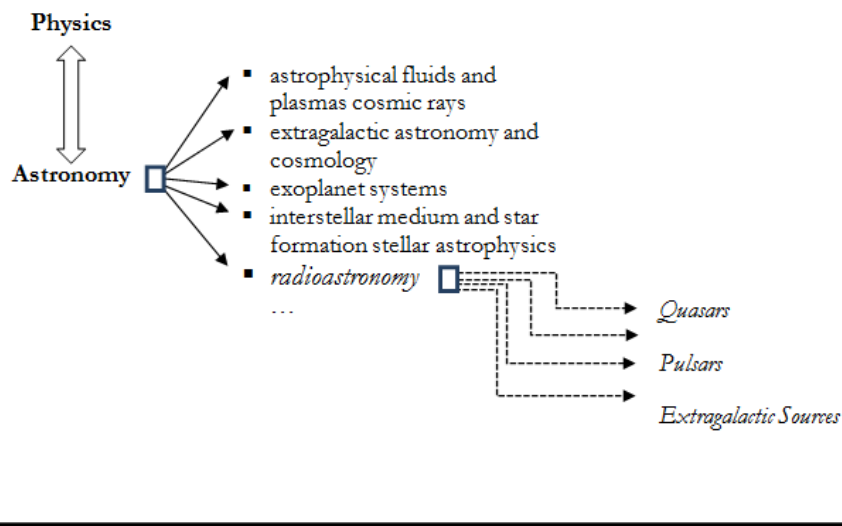 Physics
astrophysical fluids and
plasmas cosmic rays
extragalactic astronomy and
cosmology
Astronomy
exoplanet systems
interstellar medium and star
formation stellar astrophysics
radioastronomy
...
Quasars
Pulsars
Extragalactic Sources